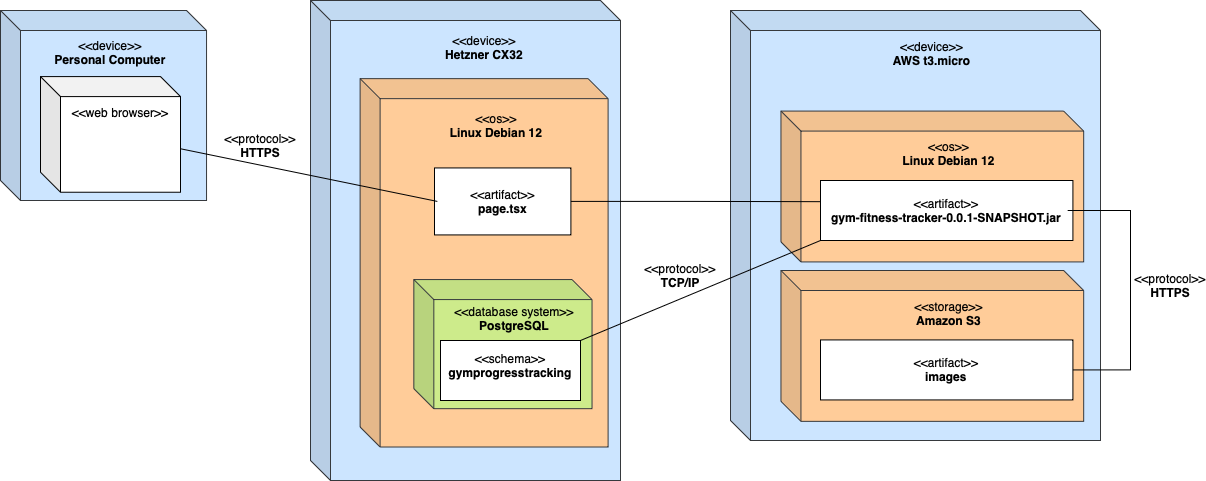 <<device>>
Personal Computer
<<web browser>>
<<protocol>>
HTTPS
<<device>>
Hetzner CX32
<<os>>
Linux Debian 12
<<artifact>>
page.tsx
<<database system>>
PostgreSQL
<<schema>>
gymprogresstracking
<<protocol>>
TCP/IP
<<device>>
AWS t3.micro
<<os>>
Linux Debian 12
<<artifact>>
gym-fitness-tracker-0.0.1-SNAPSHOT.jar
<<storage>>
Amazon S3
<<artifact>>
images
<<protocol>>
HTTPS